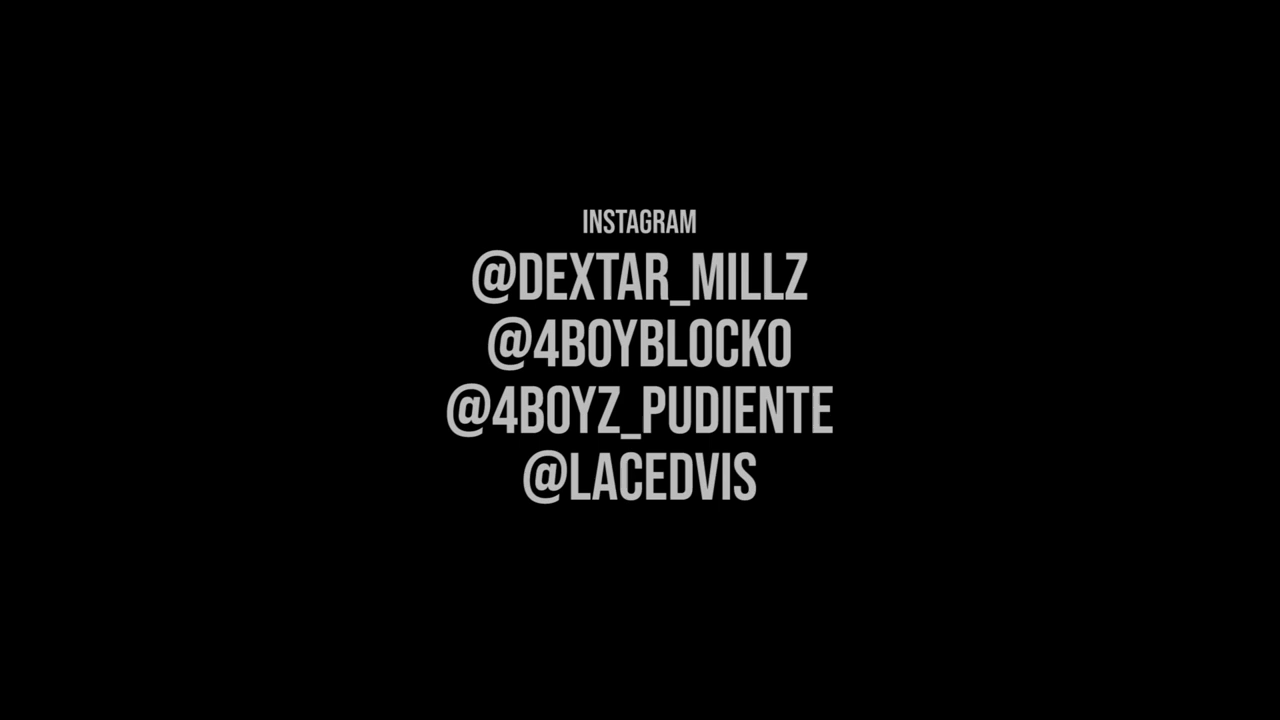 INSTAGRAM
@DEXTAR_MILLZ
@4BOYBLOCKO
@4BOYZ_PUDIENTE
@LACEDVIS